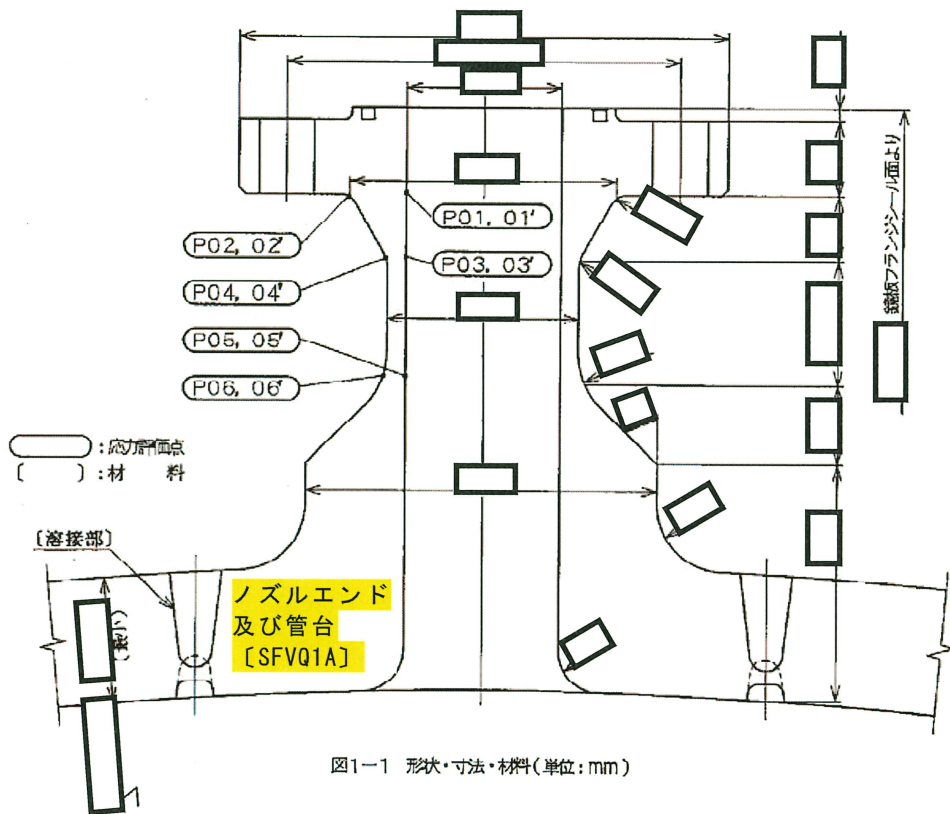 P01, 01'
P02, 02'
P03, 03'
P04, 04'
P05, 05'
P06, 06'
鏡板フランジシール面より
: 応力評価点
〔 〕: 材 料
〔溶接部〕
ノズルエンド
及び管台
〔SFVQ1A〕
(最小)
図1-1 形状・寸法・材料(単位:mm)